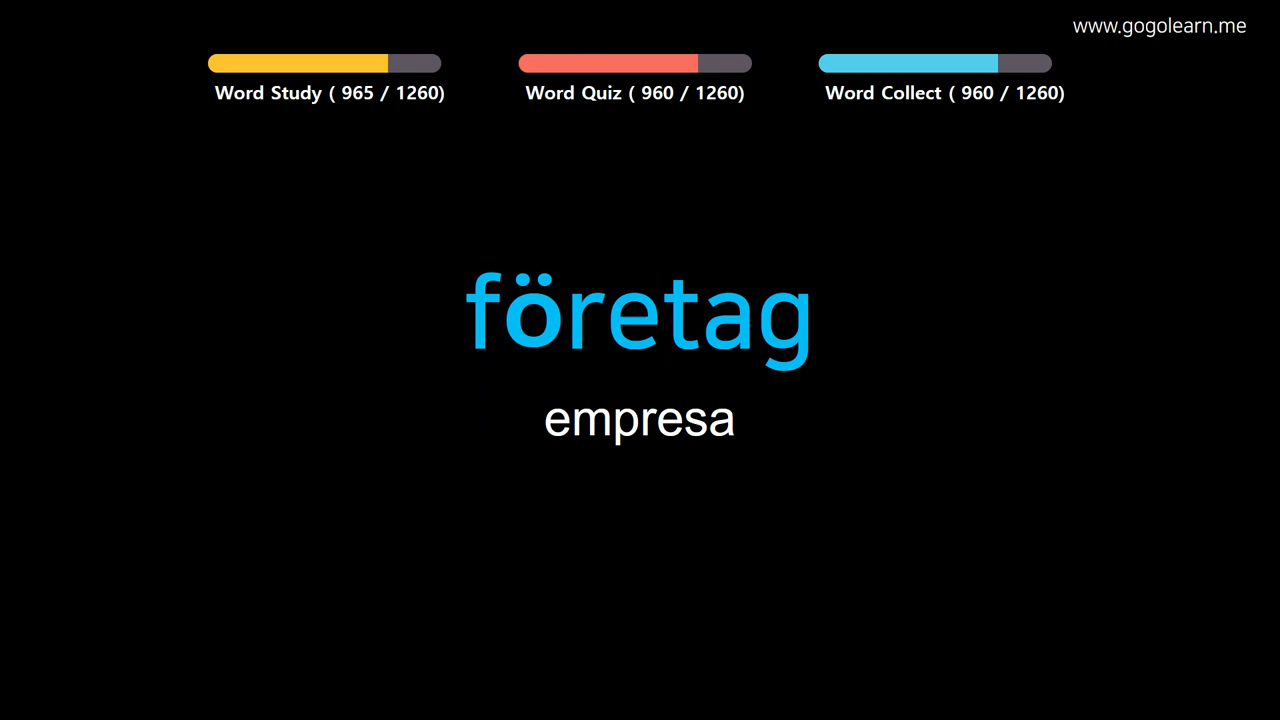 www.gogolearn.me
Word Study ( 965 / 1260)
Word Quiz ( 960 / 1260)
Word Collect ( 960 / 1260)
företag
empresa